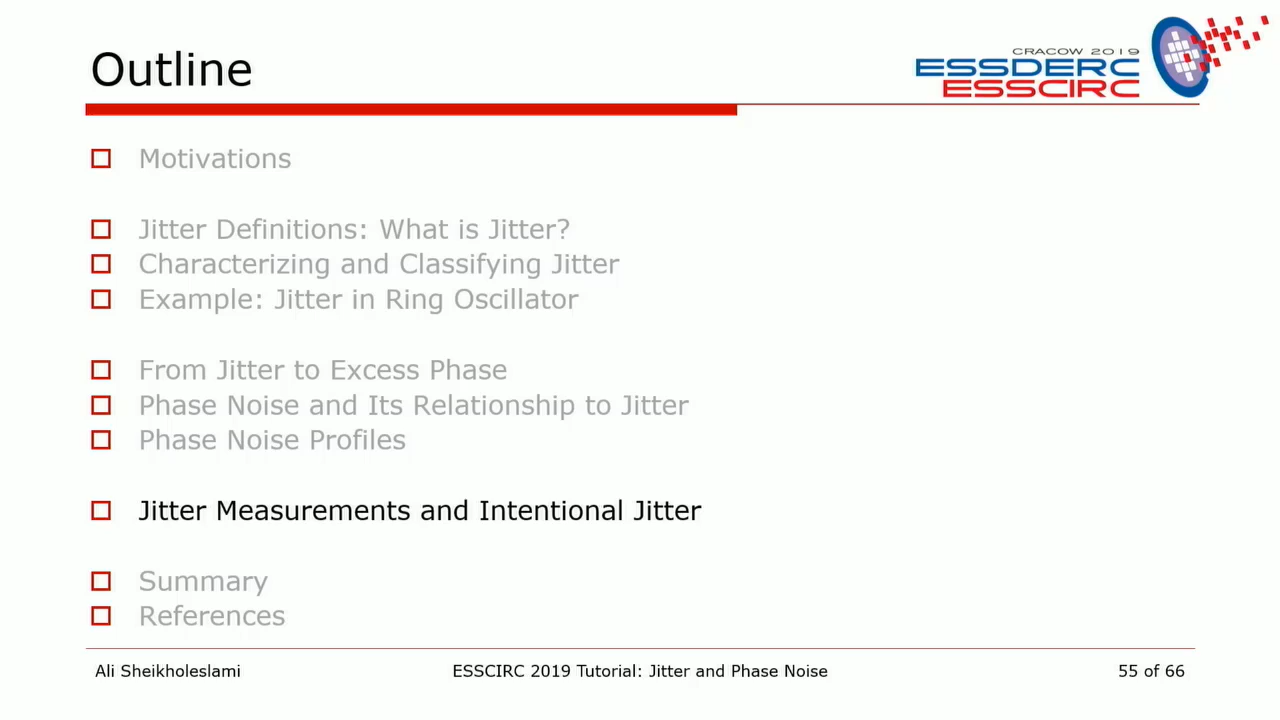 Outline
CRACOW 2019
ESSDERC
ESSCIRC
Motivations
Jitter Definitions: What is Jitter?
Characterizing and Classifying Jitter
Example: Jitter in Ring Oscillator
From Jitter to Excess Phase
Phase Noise and Its Relationship to Jitter
Phase Noise Profiles
Jitter Measurements and Intentional Jitter
Summary
References
Ali Sheikholeslami
ESSCIRC 2019 Tutorial: Jitter and Phase Noise
55 of 66